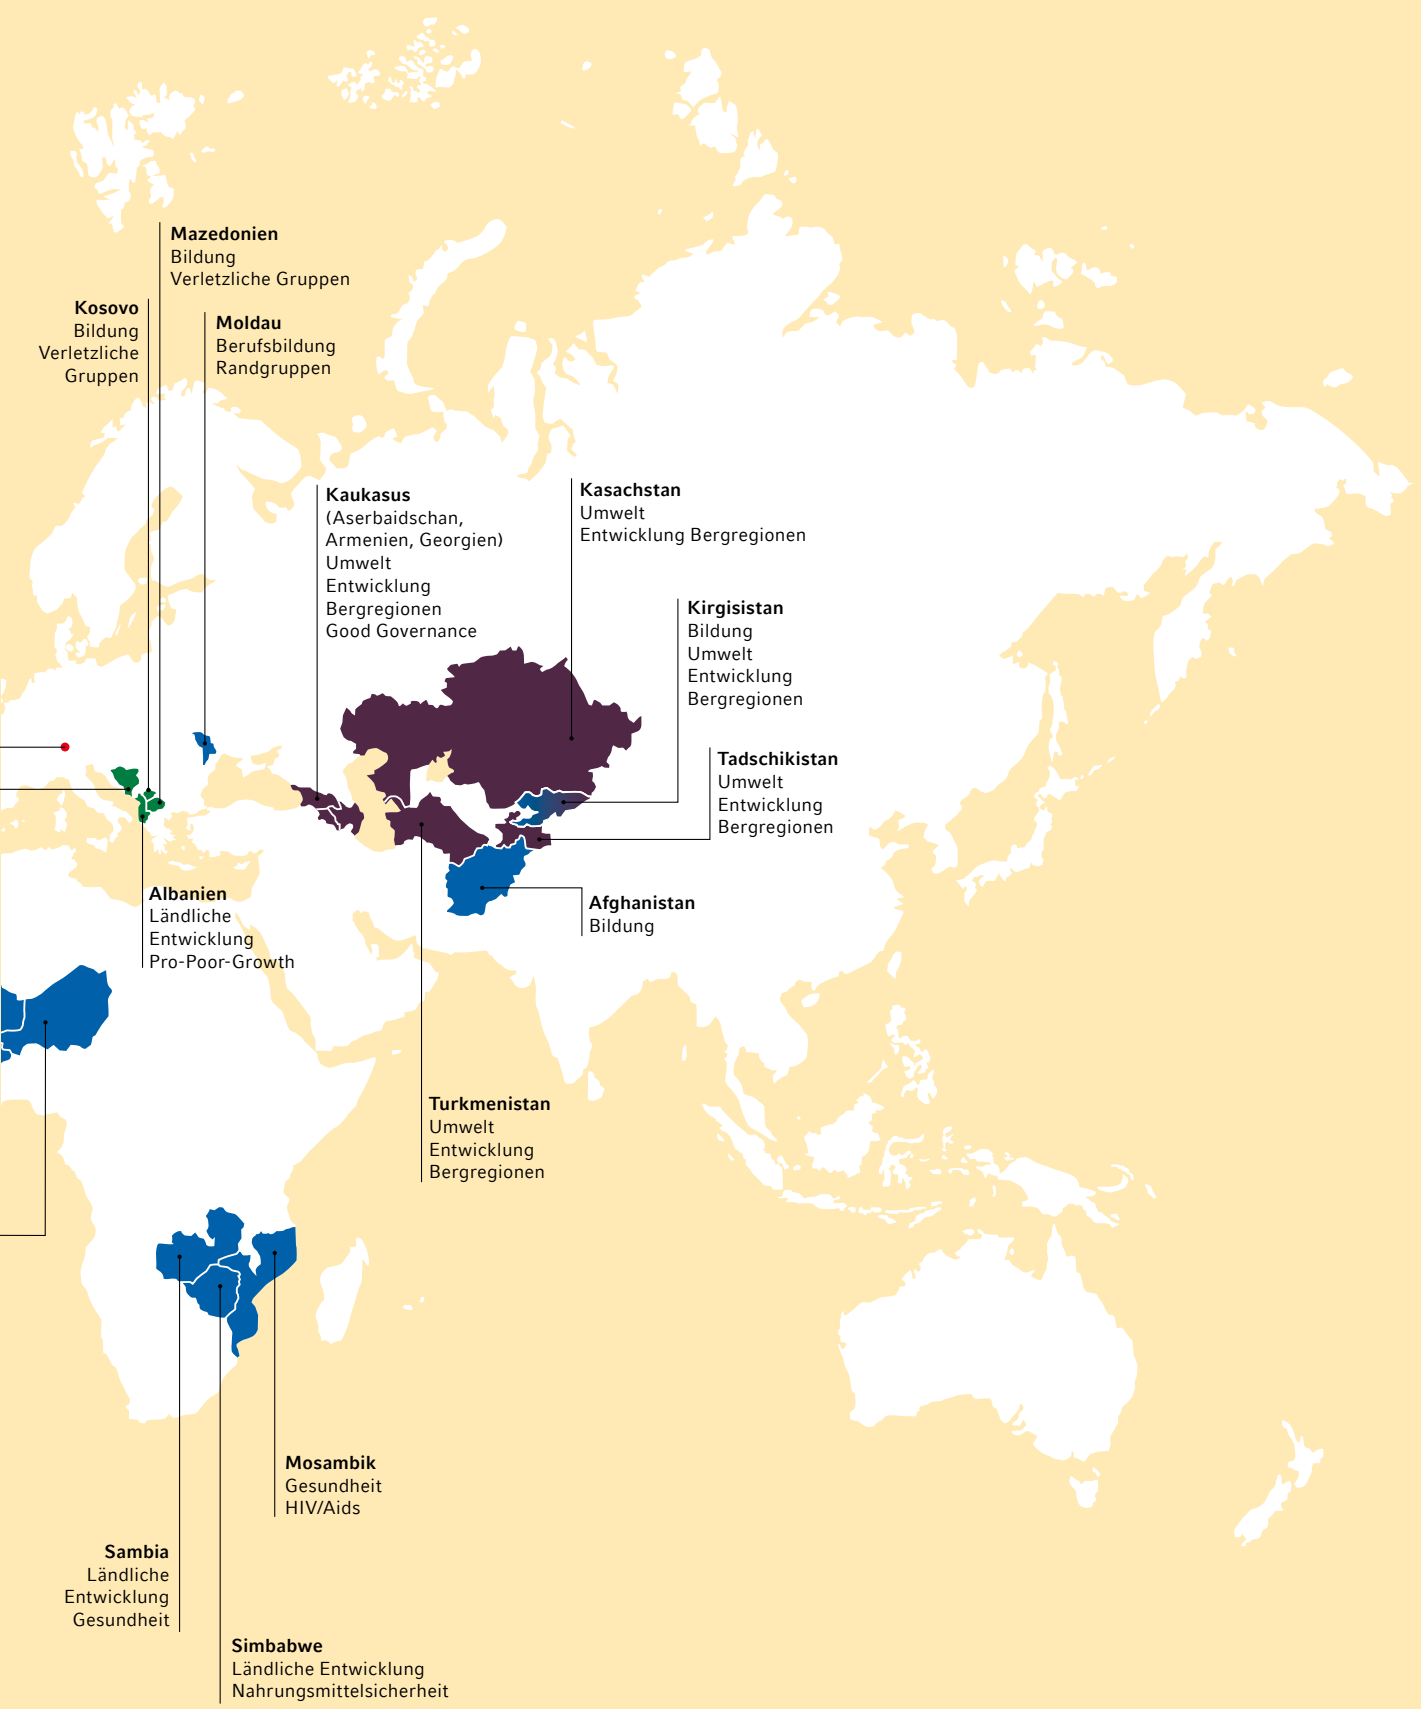 Mazedonien
Bildung
Verletzliche Gruppen
Kosovo
Bildung
Verletzliche
Gruppen
Moldau
Berufsbildung
Randgruppen
Kaukasus
(Aserbaidschan,
Armenien, Georgien)
Umwelt
Entwicklung
Bergregionen
Good Governance
Kasachstan
Umwelt
Entwicklung Bergregionen
Kirgisistan
Bildung
Umwelt
Entwicklung
Bergregionen
Tadschikistan
Umwelt
Entwicklung
Bergregionen
Albanien
Ländliche
Entwicklung
Pro-Poor-Growth
Afghanistan
Bildung
Turkmenistan
Umwelt
Entwicklung
Bergregionen
Mosambik
Gesundheit
HIV/Aids
Sambia
Ländliche
Entwicklung
Gesundheit
Simbabwe
Ländliche Entwicklung
Nahrungsmittelsicherheit